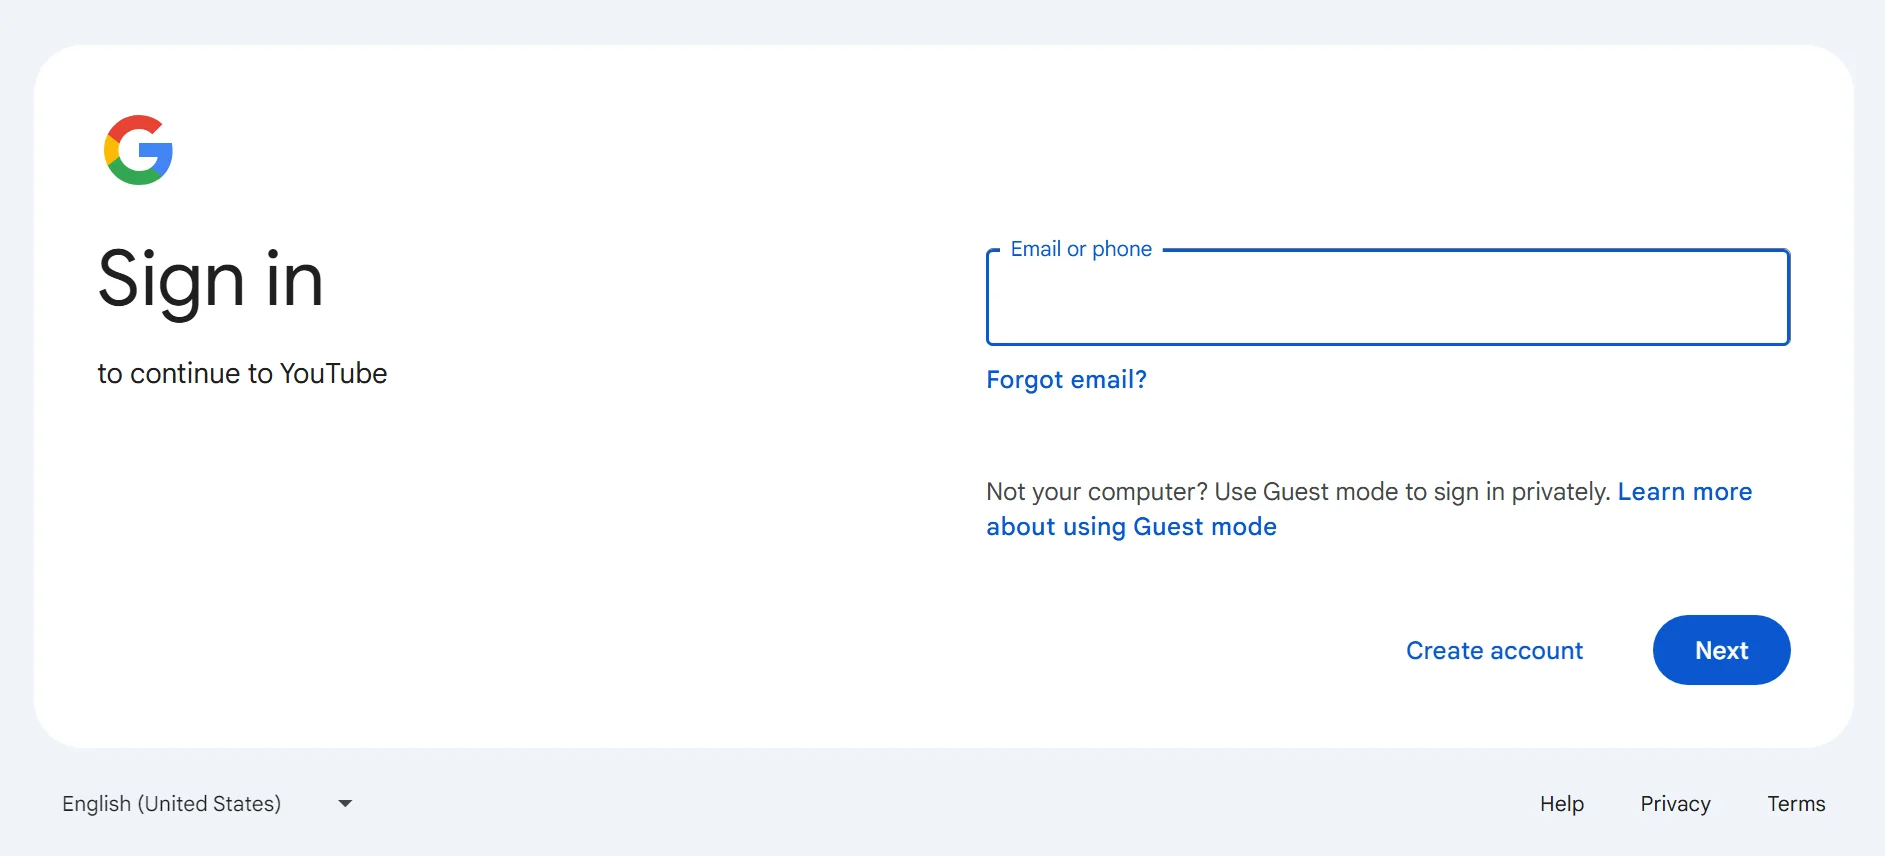 Sign in
to continue to YouTube
Email or phone
Forgot email?
Not your computer? Use Guest mode to sign in privately. Learn more
about using Guest mode
Create account
Next
English (United States)
Help
Privacy
Terms